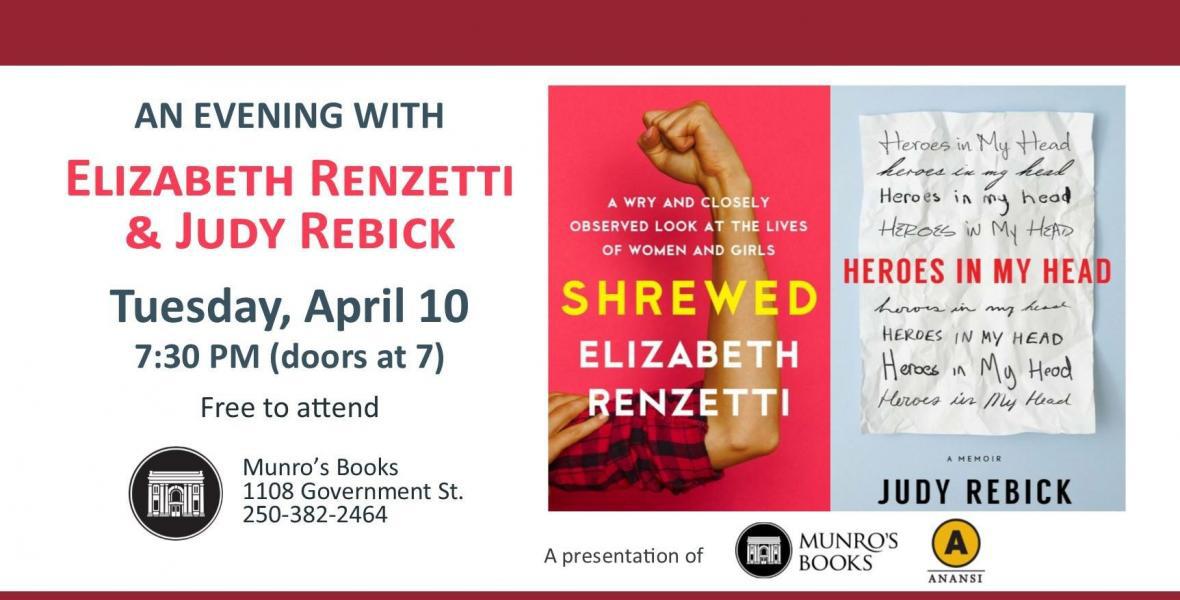 AN EVENING WITH
ELIZABETH RENZETTI
& JUDY REBICK
Tuesday, April 10
7:30 PM (doors at 7)
Free to attend
Munro's Books
1108 Government St.
250-382-2464
A WRY AND CLOSELY
OBSERVED LOOK AT THE LIVES
OF WOMEN AND GIRLS
SHREWED
ELIZABETH
RENZETTI
Heroes in My Head
heroes in my head
Heroes in my head
HEROES in My HEAD
HEROES IN MY HEAD
heroes in my head
HEROES IN MY HEAD
Heroes in My Head
Heroes in My Head
A MEMOIR
JUDY REBICK
A presentation of
MUNRO'S
BOOKS
A
ANANSI